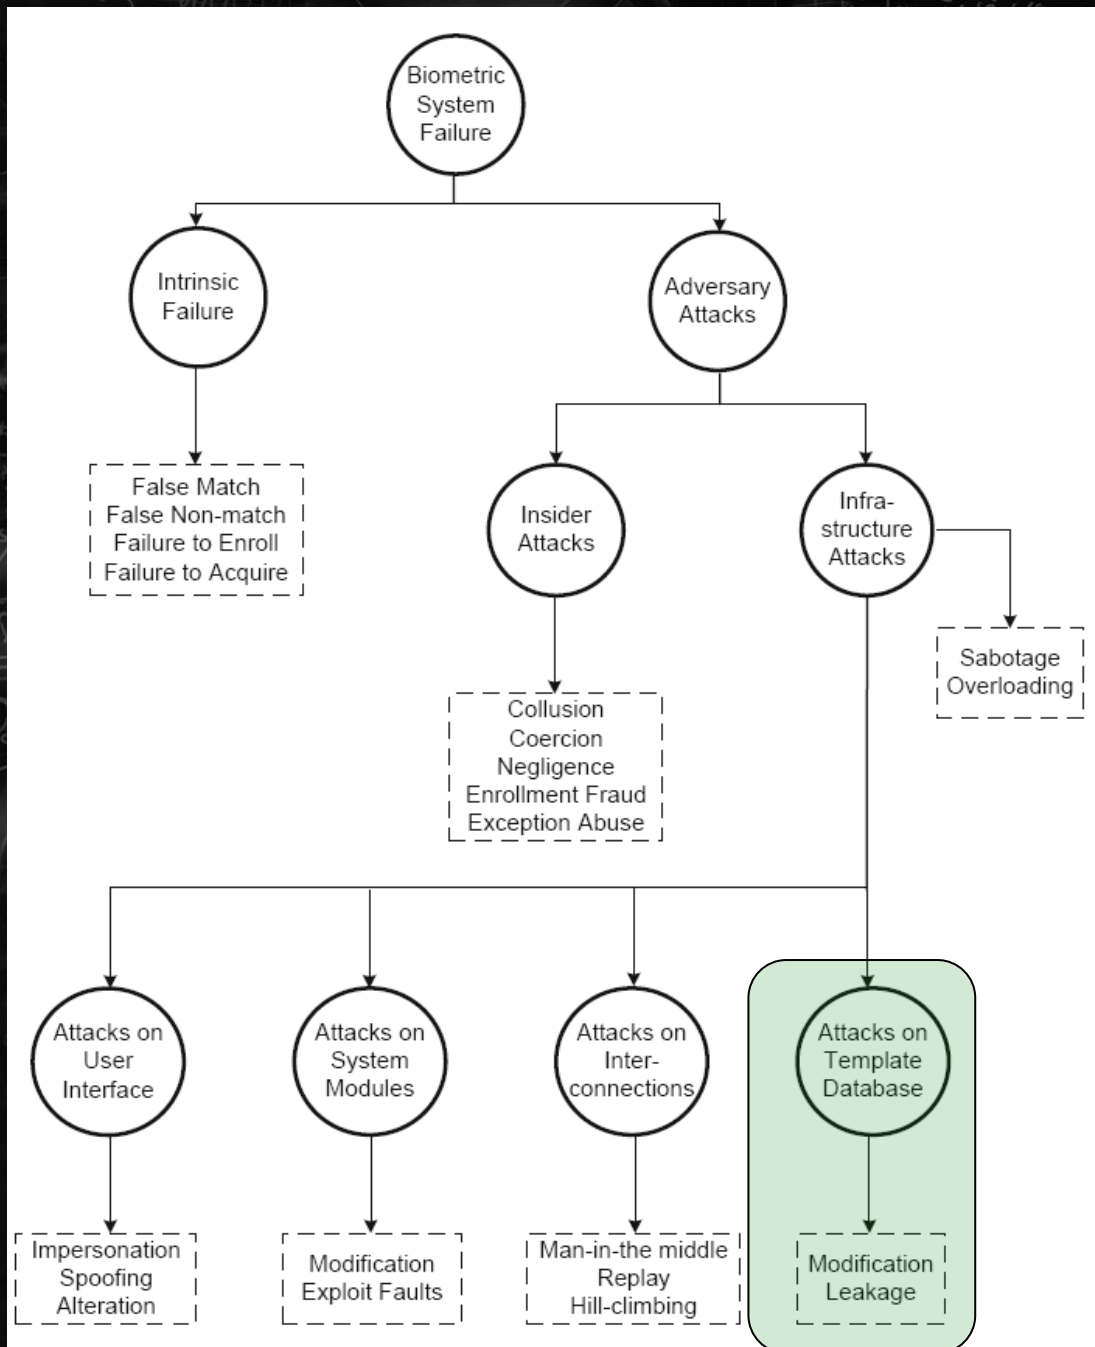 Biometric
System
Failure
Intrinsic
Failure
Adversary
Attacks
False Match
False Non-match
Failure to Enroll
Failure to Acquire
Insider
Attacks
Infra-
structure
Attacks
Sabotage
Overloading
Collusion
Coercion
Negligence
Enrollment Fraud
Exception Abuse
Attacks on
User
Interface
Attacks on
System
Modules
Attacks on
Inter-
connections
Attacks on
Template
Database
Impersonation
Spoofing
Alteration
Modification
Exploit Faults
Man-in-the middle
Replay
Hill-climbing
Modification
Leakage